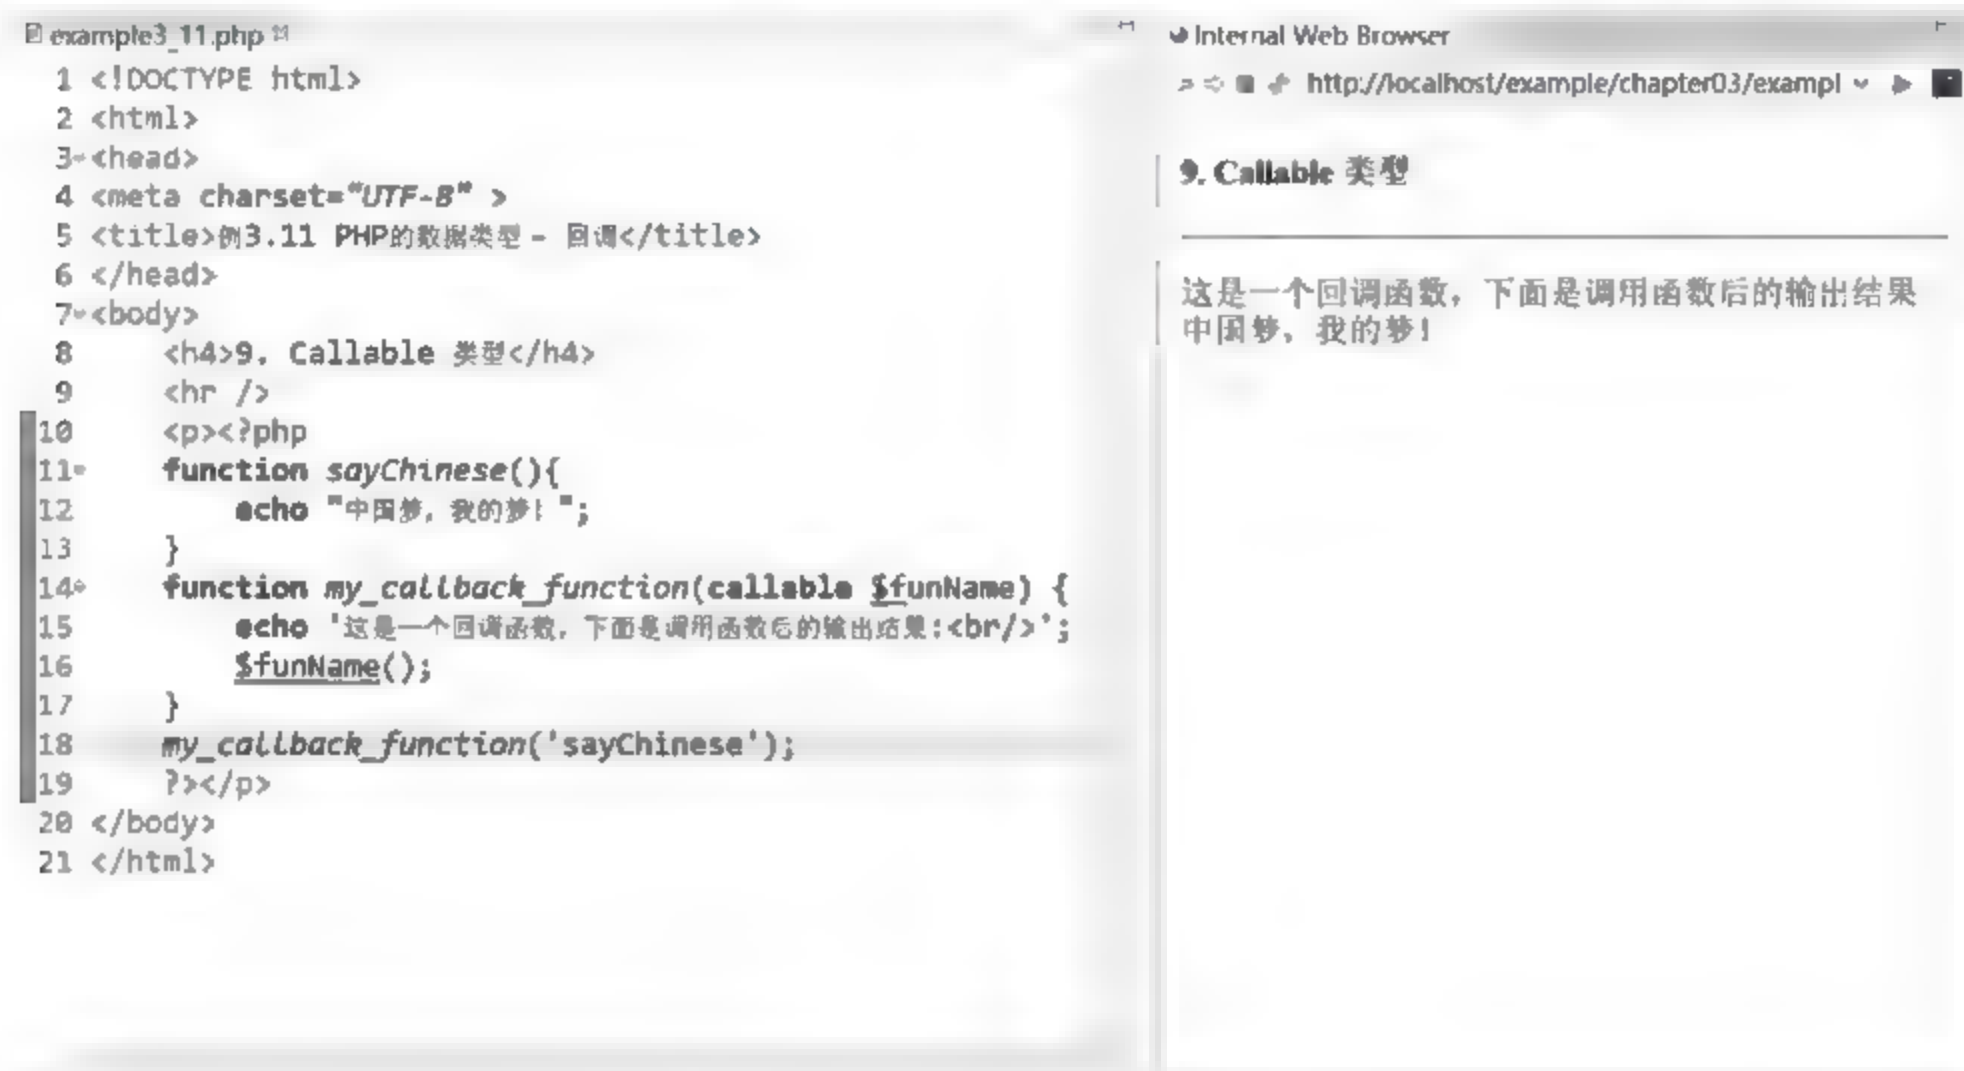 example3_11.php
1 <!DOCTYPE html>
2 <html>
3 <head>
4 <meta charset="UTF-8" >
5 <title>例3.11 PHP的数据类型 - 回调</title>
6 </head>
7 <body>
8 <h4>9. Callable 类型</h4>
9 <hr />
10 <p><?php
11 function sayChinese(){
12 echo "中国梦，我的梦！";
13 }
14 function my_callback_function(callable $funName) {
15 echo '这是一个回调函数，下面是调用函数后的输出结果:<br/>';
16 $funName();
17 }
18 my_callback_function('sayChinese');
19 ?></p>
20 </body>
21 </html>
Internal Web Browser
http://localhost/example/chapter03/exampl
9. Callable 类型
这是一个回调函数，下面是调用函数后的输出结果
中国梦，我的梦！